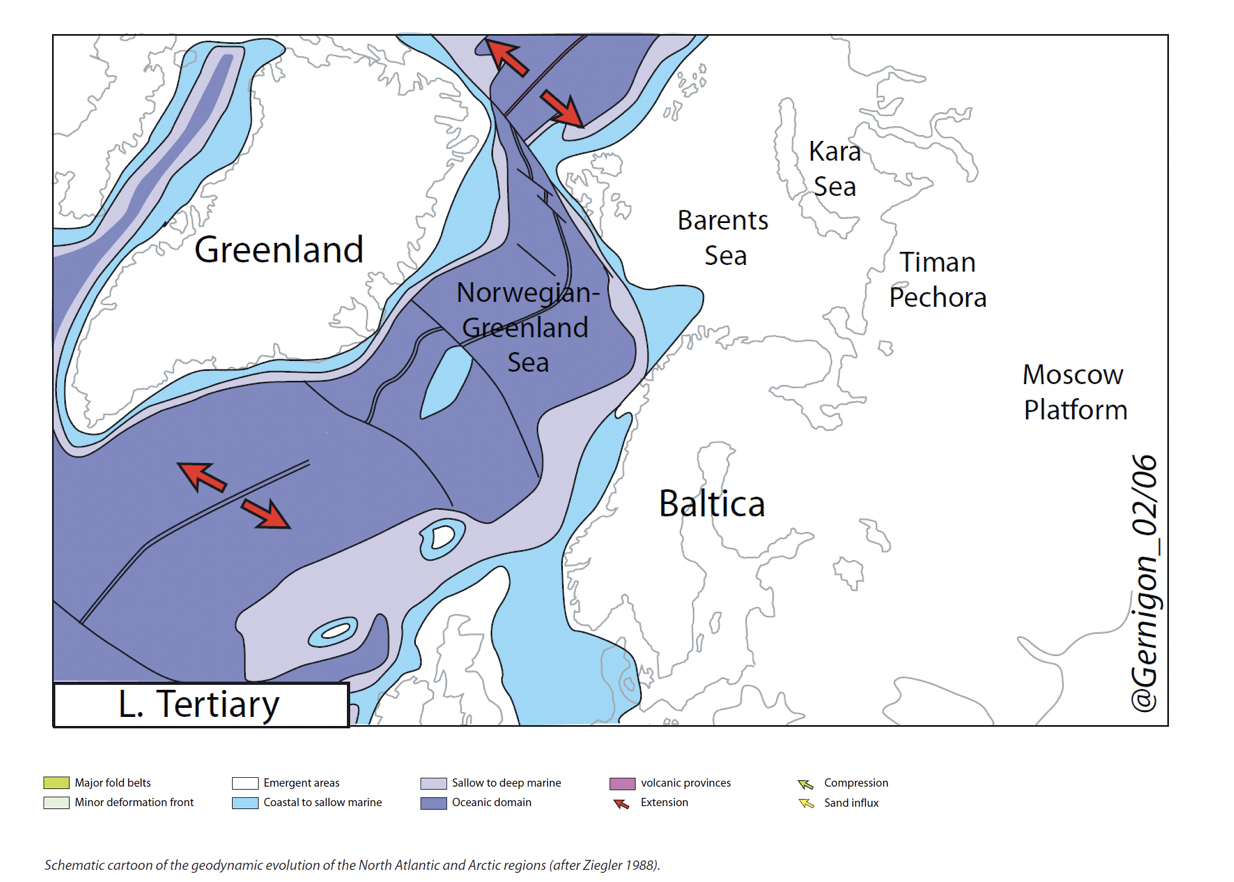 Kara
Sea
Barents
Sea
Greenland
Timan
Pechora
Norwegian-
Greenland
Sea
Moscow
Platform
Baltica
@Gernigon_02/06
L. Tertiary
Major fold belts
Emergent areas
Sallow to deep marine
volcanic provinces
Compression
Minor deformation front
Coastal to sallow marine
Oceanic domain
Extension
Sand influx
Schematic cartoon of the geodynamic evolution of the North Atlantic and Arctic regions (after Ziegler 1988).